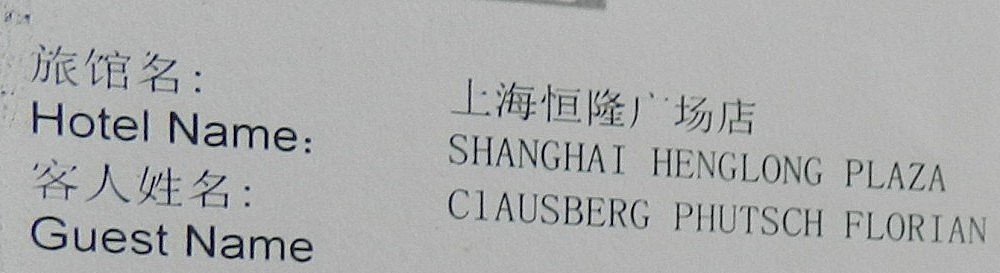 旅馆名:
上海恒隆广场店
Hotel Name:
SHANGHAI HENGLONG PLAZA
客人姓名:
ClAUSBERG PHUTSCH FLORIAN
Guest Name